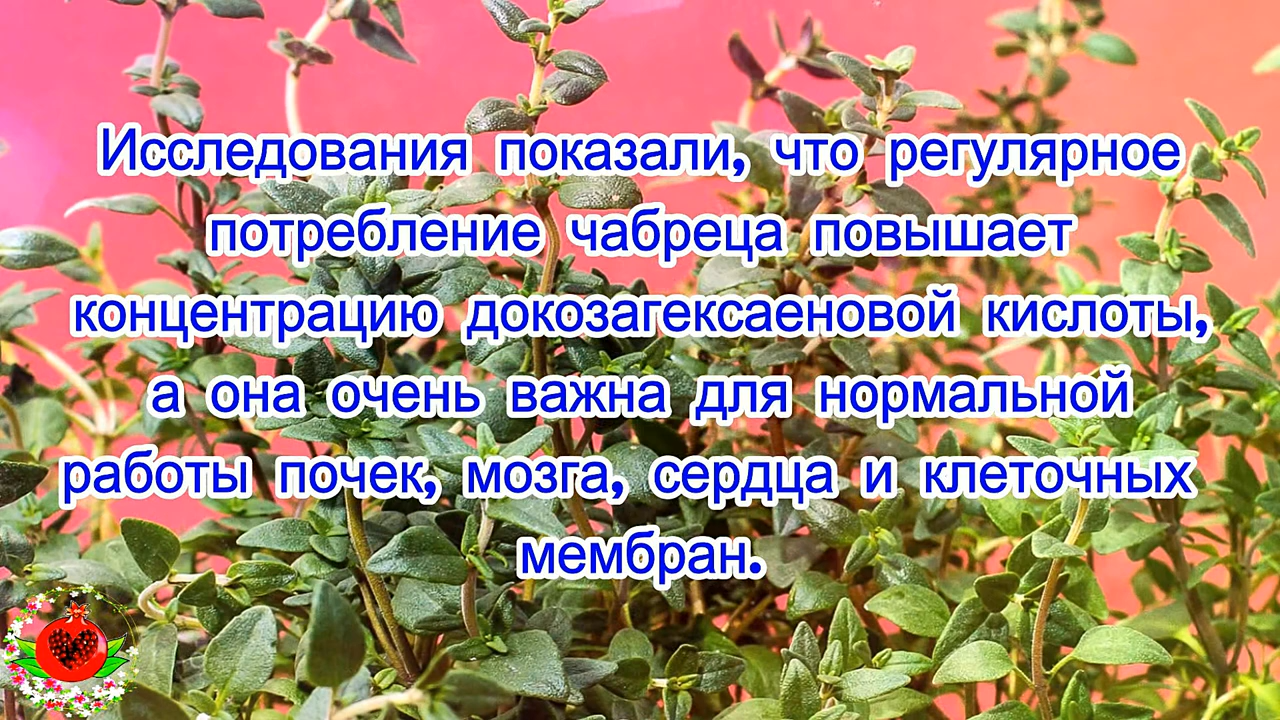 Исследования показали, что регулярное
потребление чабреца повышает
концентрацию докозагексаеновой кислоты,
а она очень важна для нормальной
работы почек, мозга, сердца и клеточных
мембран.